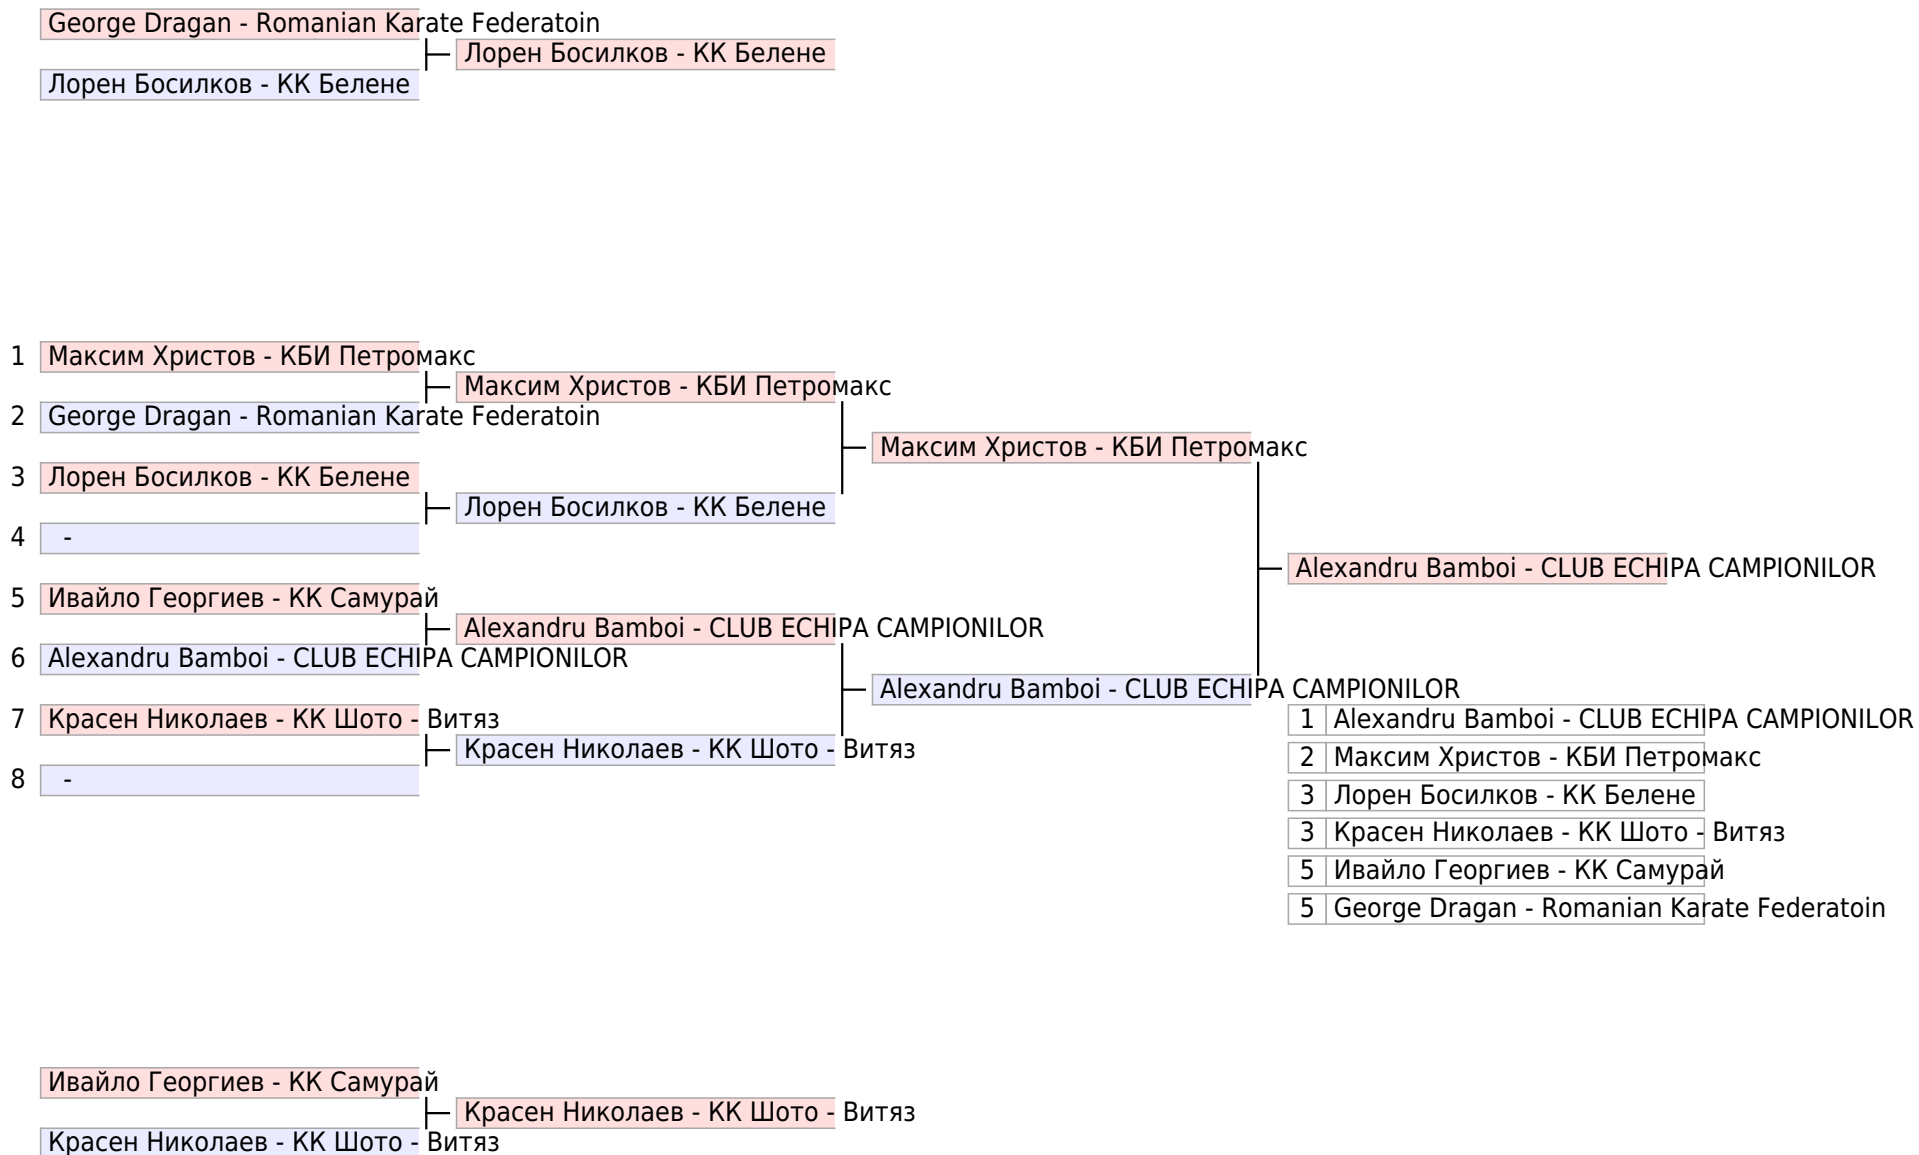 George Dragan - Romanian Karate Federatoin
Лорен Босилков - КК Белене
Лорен Босилков - КК Белене
1 Максим Христов - КБИ Петромакс
Максим Христов - КБИ Петромакс
2 George Dragan - Romanian Karate Federatoin
Максим Христов - КБИ Петромакс
3 Лорен Босилков - КК Белене
Лорен Босилков - КК Белене
4 -
Alexandru Bamboi - CLUB ECHIPA CAMPIONILOR
5 Ивайло Георгиев - КК Самурай
Alexandru Bamboi - CLUB ECHIPA CAMPIONILOR
6 Alexandru Bamboi - CLUB ECHIPA CAMPIONILOR
Alexandru Bamboi - CLUB ECHIPA CAMPIONILOR
7 Красен Николаев - КК Шото - Витяз
Красен Николаев - КК Шото - Витяз
8 -
1 Alexandru Bamboi - CLUB ECHIPA CAMPIONILOR
2 Максим Христов - КБИ Петромакс
3 Лорен Босилков - КК Белене
3 Красен Николаев - КК Шото - Витяз
5 Ивайло Георгиев - КК Самурай
5 George Dragan - Romanian Karate Federatoin
Ивайло Георгиев - КК Самурай
Красен Николаев - КК Шото - Витяз
Красен Николаев - КК Шото - Витяз